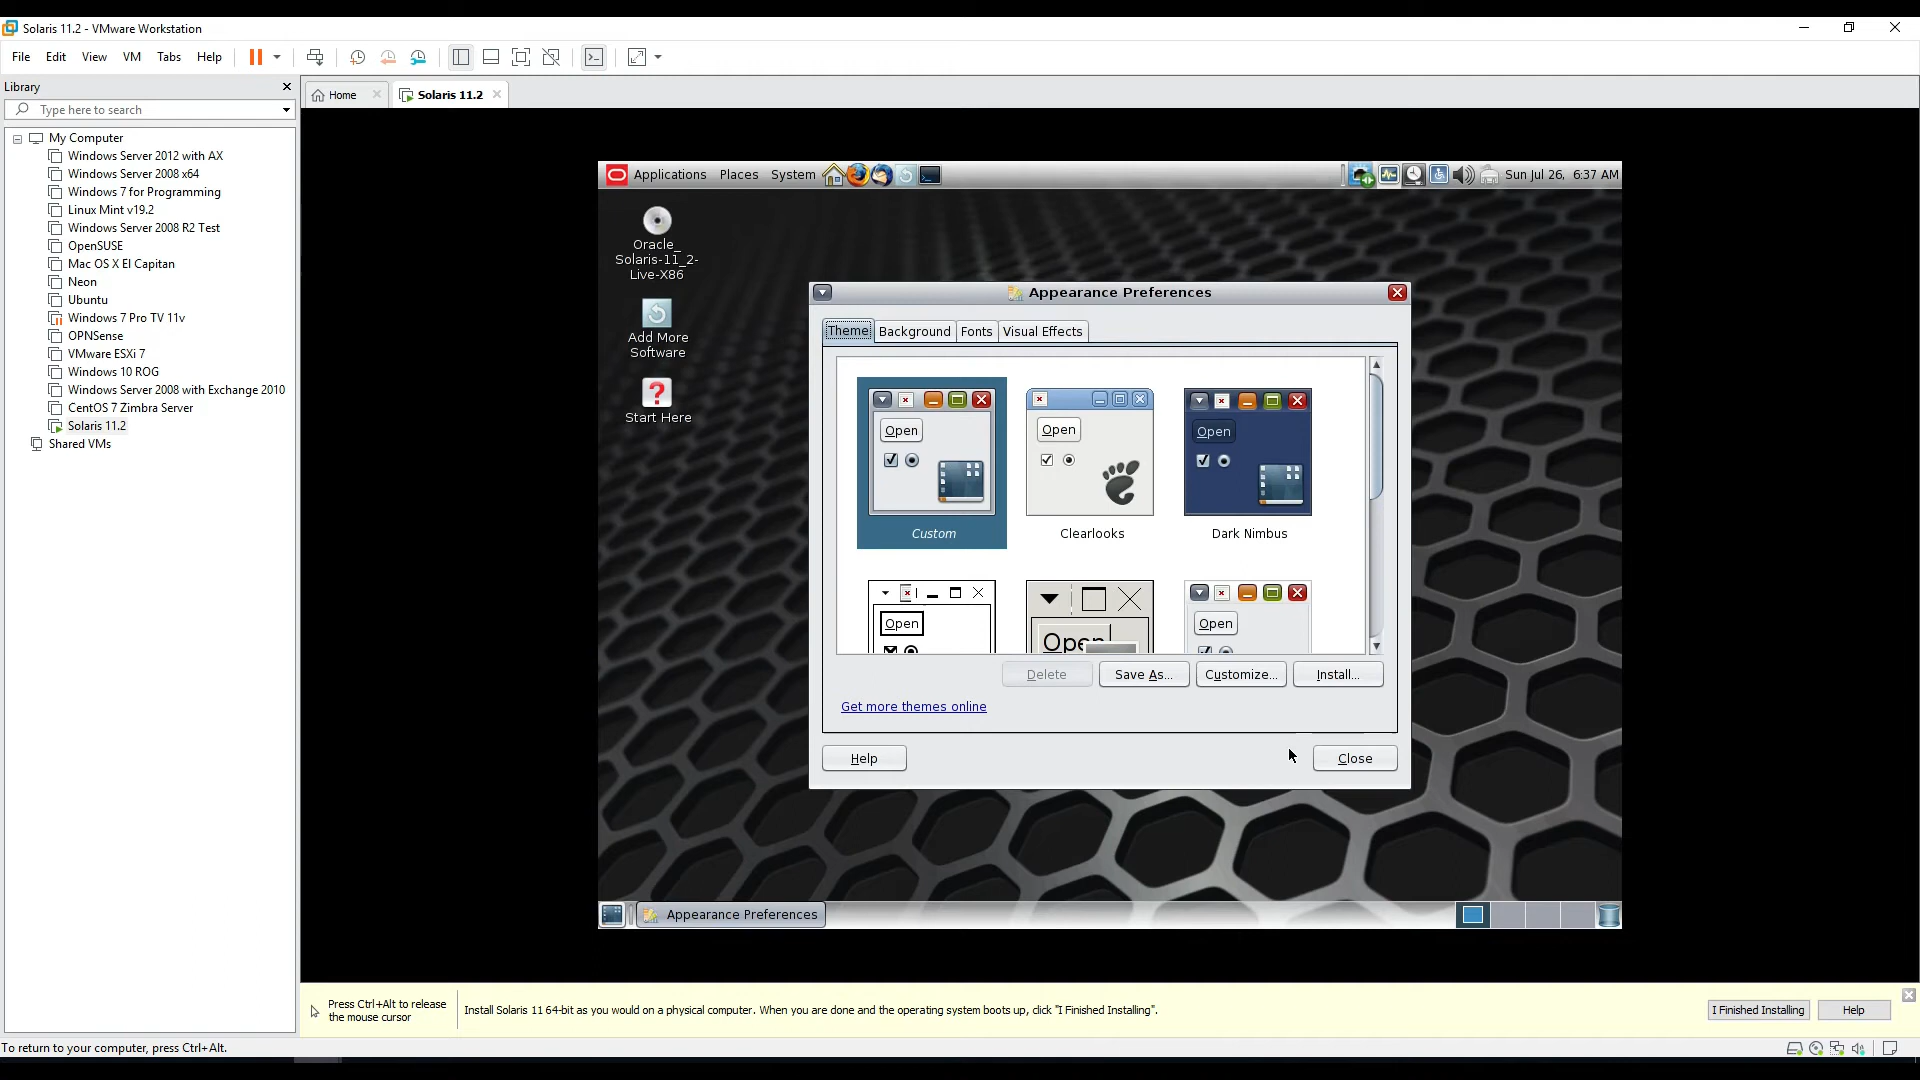 Solaris 11.2 - VMware Workstation
File Edit View VM Tabs Help
Library
Type here to search
My Computer
Windows Server 2012 with AX
Windows Server 2008 x64
Windows 7 for Programming
Linux Mint v19.2
Windows Server 2008 R2 Test
OpenSUSE
Mac OS X El Capitan
Neon
Ubuntu
Windows 7 Pro TV 11v
OPNSense
VMware ESXi 7
Windows 10 ROG
Windows Server 2008 with Exchange 2010
CentOS 7 Zimbra Server
Solaris 11.2
Shared VMs
Home
Solaris 11.2
Applications Places System
Sun Jul 26, 6:37 AM
Oracle_
Solaris-11_2-
Live-X86
Add More
Software
Start Here
Appearance Preferences
Theme Background Fonts Visual Effects
Open
Open
Open
Custom
Clearlooks
Dark Nimbus
Open
Open
Open
Delete
Save As...
Customize...
Install...
Get more themes online
Help
Close
Appearance Preferences
Press Ctrl+Alt to release
the mouse cursor
Install Solaris 11 64-bit as you would on a physical computer. When you are done and the operating system boots up, click "I Finished Installing".
I Finished Installing
Help
To return to your computer, press Ctrl+Alt.